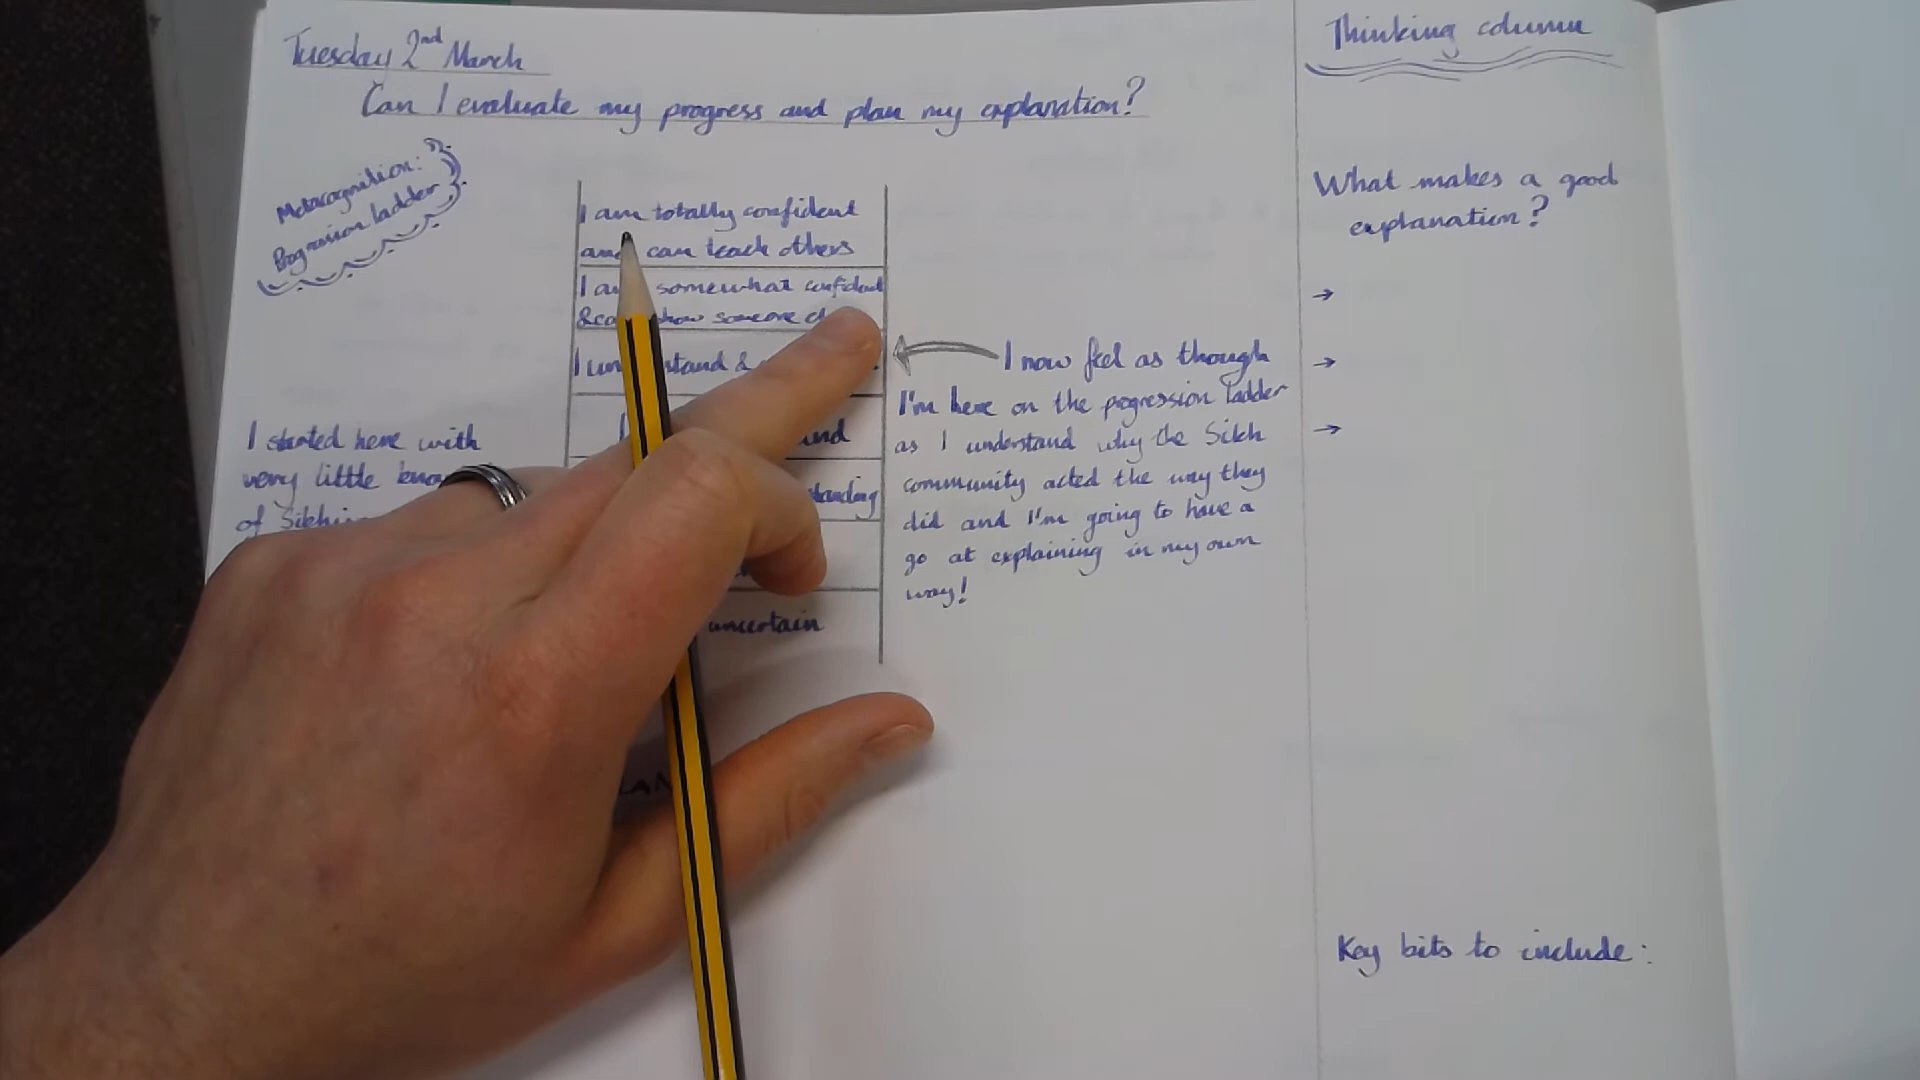 Tuesday 2nd March
Can I evaluate my progress and plan my explanation?
Metacognition:
Progression ladder
I am totally confident
and can teach others
I somewhat confident
& show someone
I &
I started here with
very little
of
uncertain
I now feel as though
I'm here on the progression ladder
as I understand why the Sikh
community acted the way they
did and I'm going to have a
go at explaining in my own
way!
Thinking column
What makes a good
explanation?
→
→
→
Key bits to include: